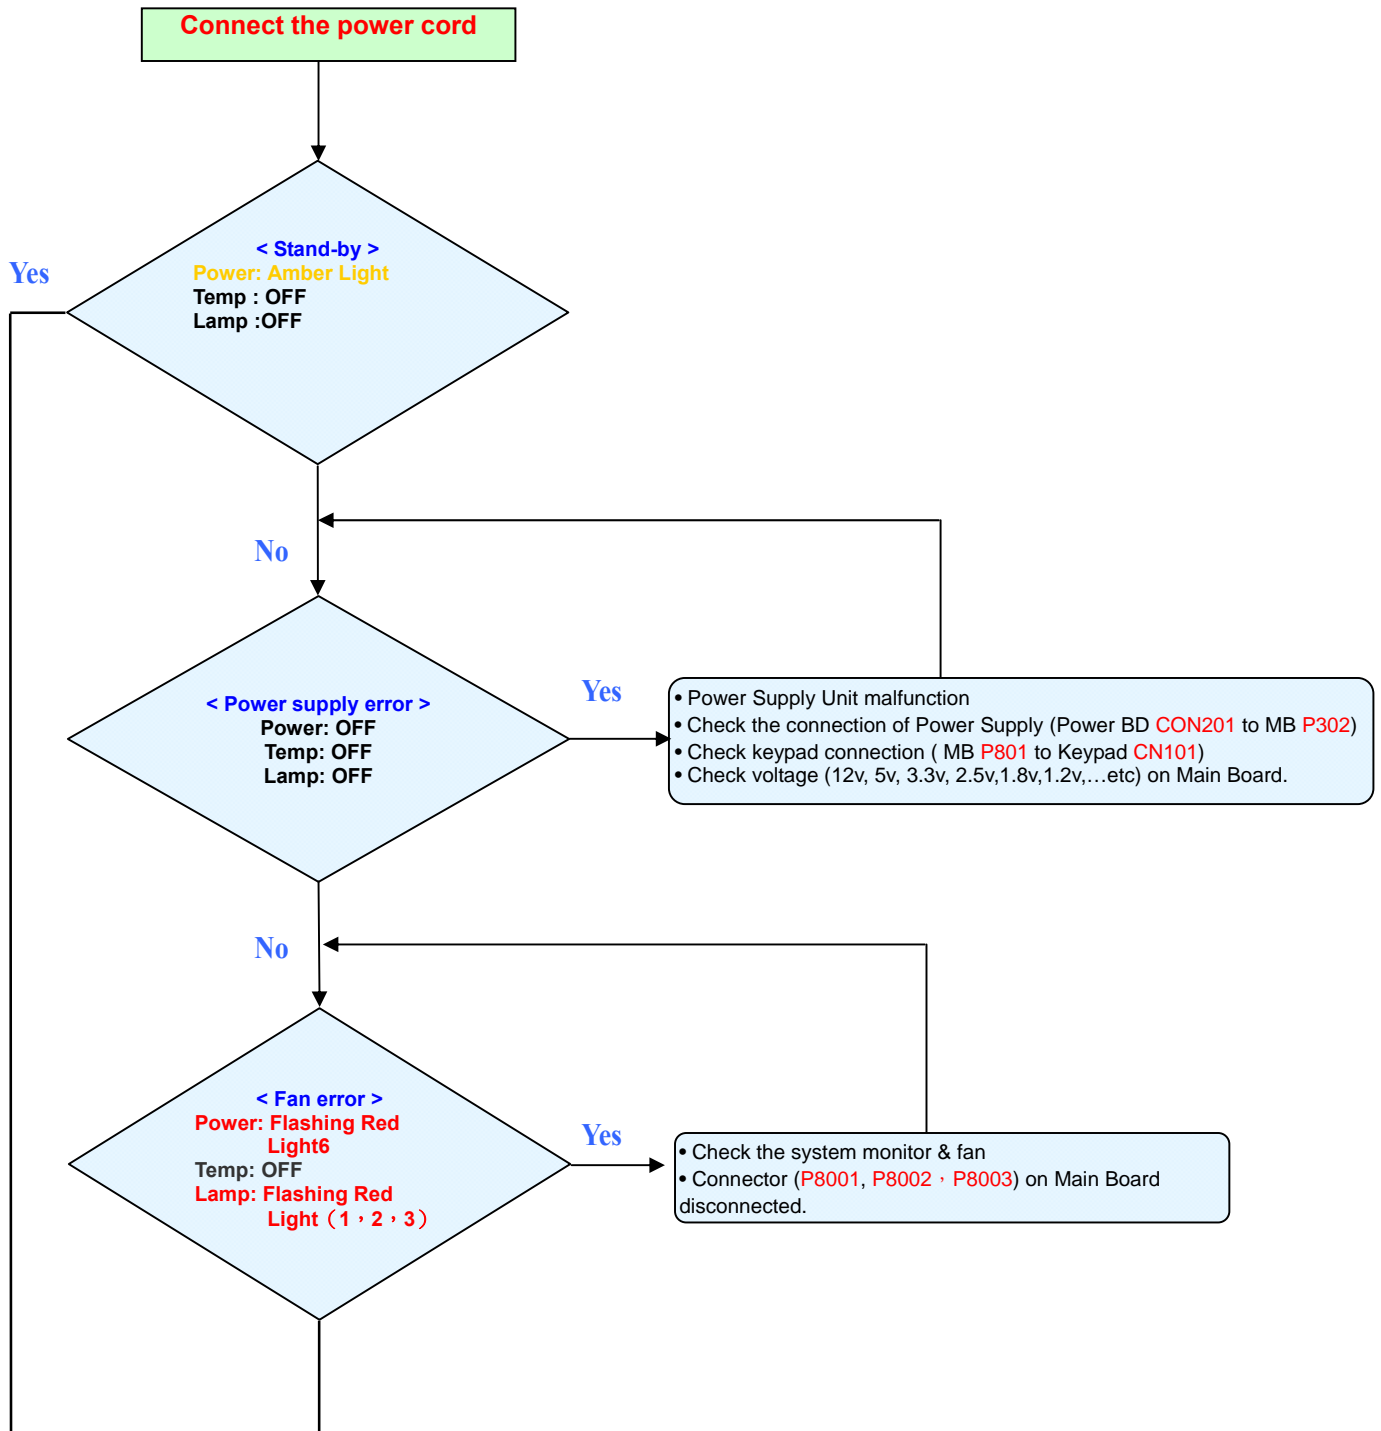 Connect the power cord
< Stand-by >
Yes
Power: Amber Light
Temp : OFF
Lamp :OFF
No
< Power supply error >
Power: OFF
Temp: OFF
Lamp: OFF
Yes
• Power Supply Unit malfunction
• Check the connection of Power Supply (Power BD CON201 to MB P302)
• Check keypad connection ( MB P801 to Keypad CN101)
• Check voltage (12v, 5v, 3.3v, 2.5v,1.8v,1.2v,…etc) on Main Board.
No
< Fan error >
Power: Flashing Red
Light6
Temp: OFF
Lamp: Flashing Red
Light（1，2，3）
Yes
• Check the system monitor & fan
• Connector (P8001, P8002，P8003) on Main Board
disconnected.